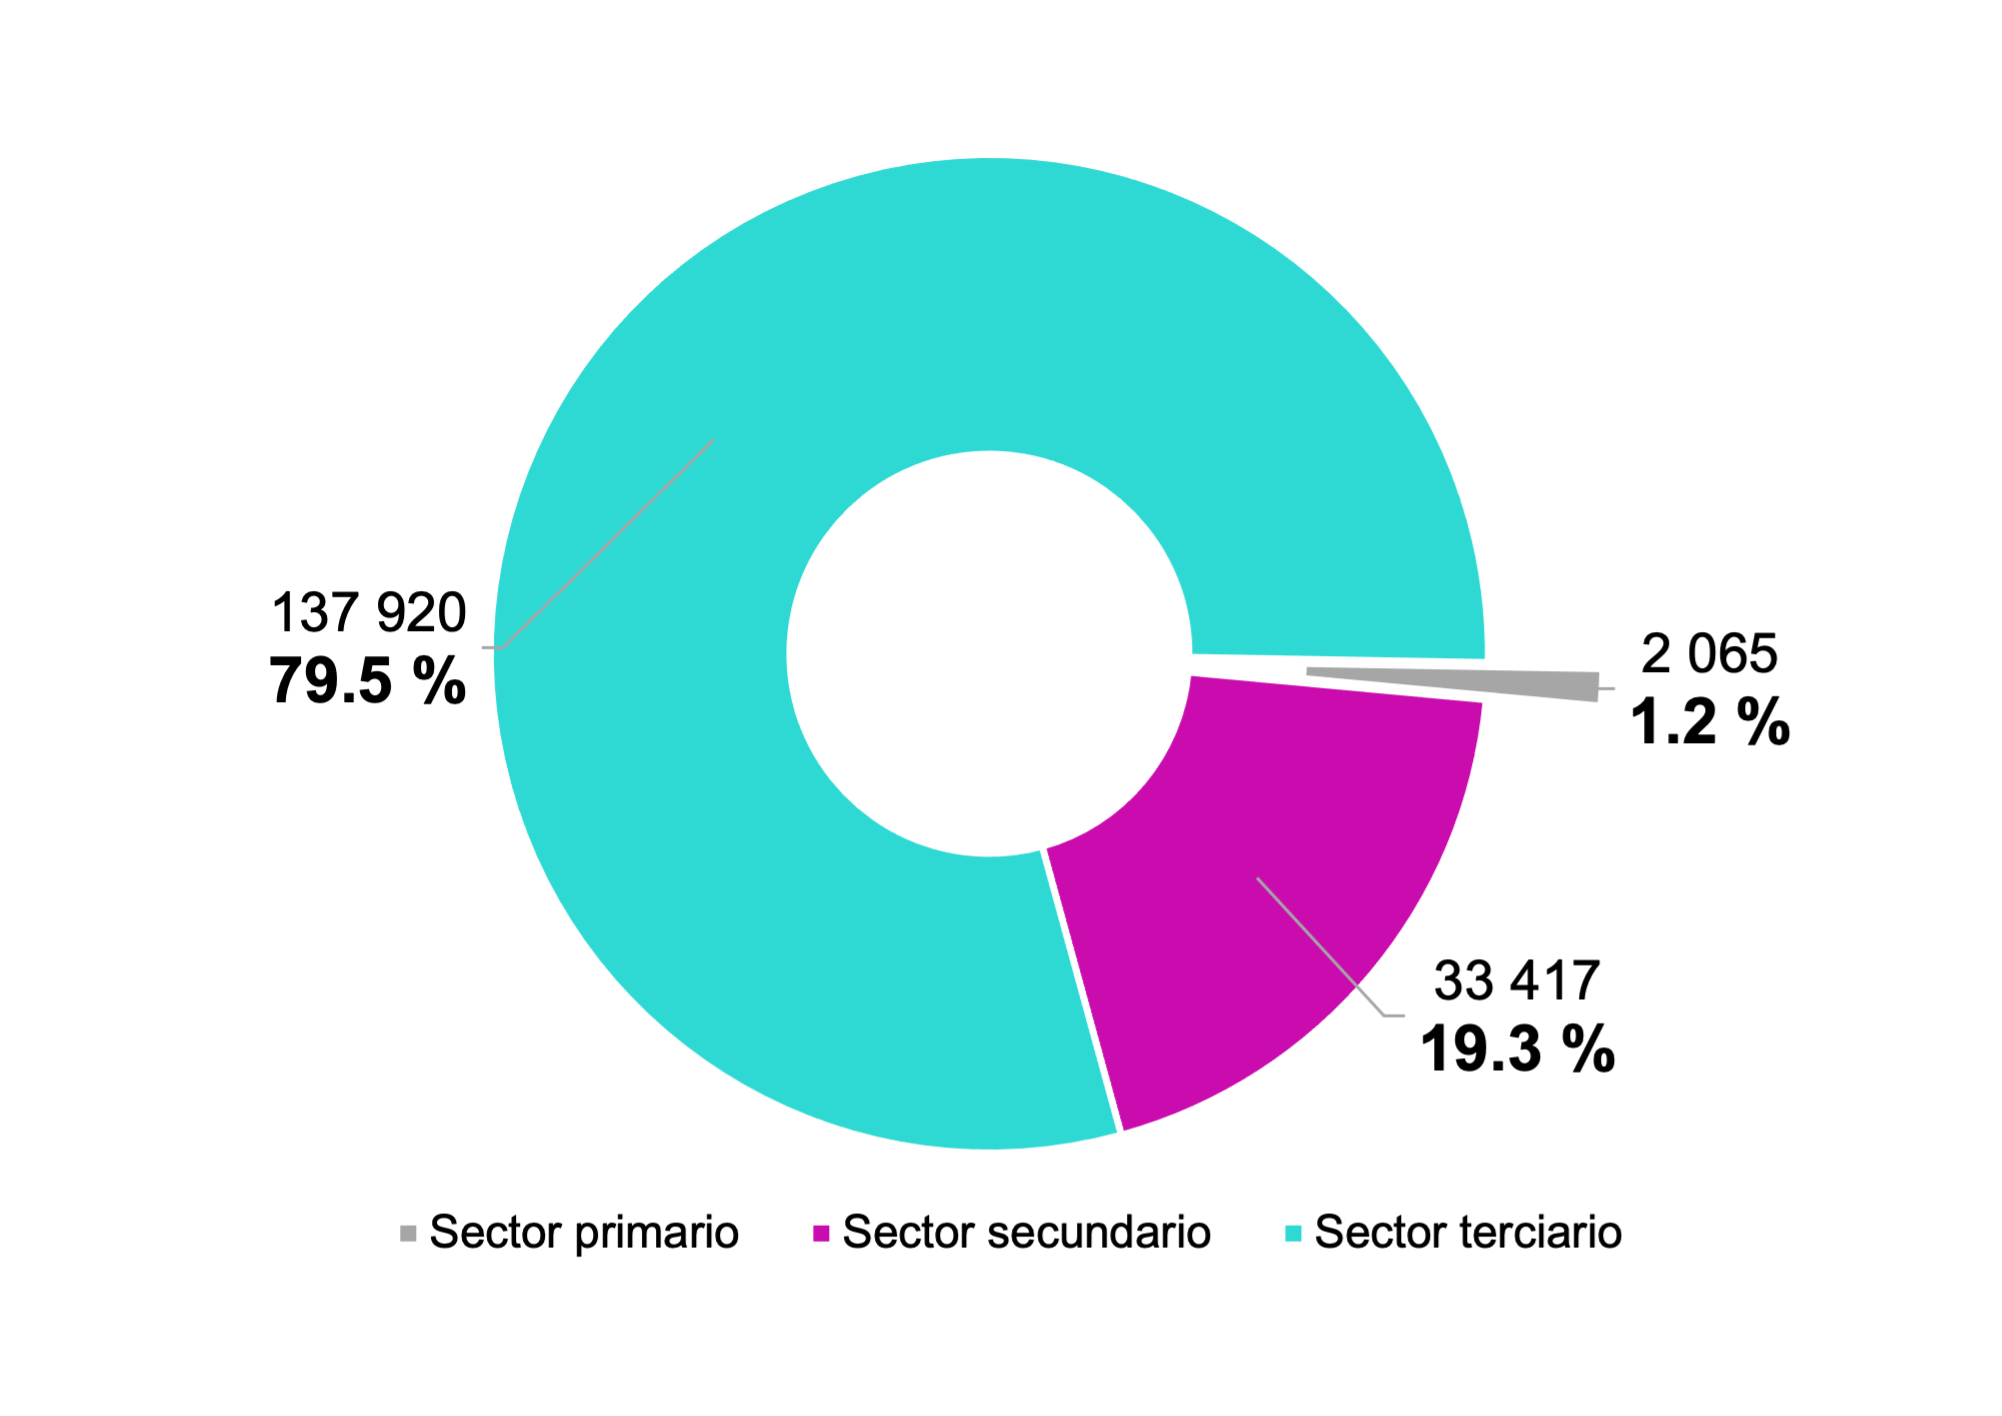 137 920
79.5 %
2 065
1.2 %
33 417
19.3 %
Sector primario
Sector secundario
Sector terciario